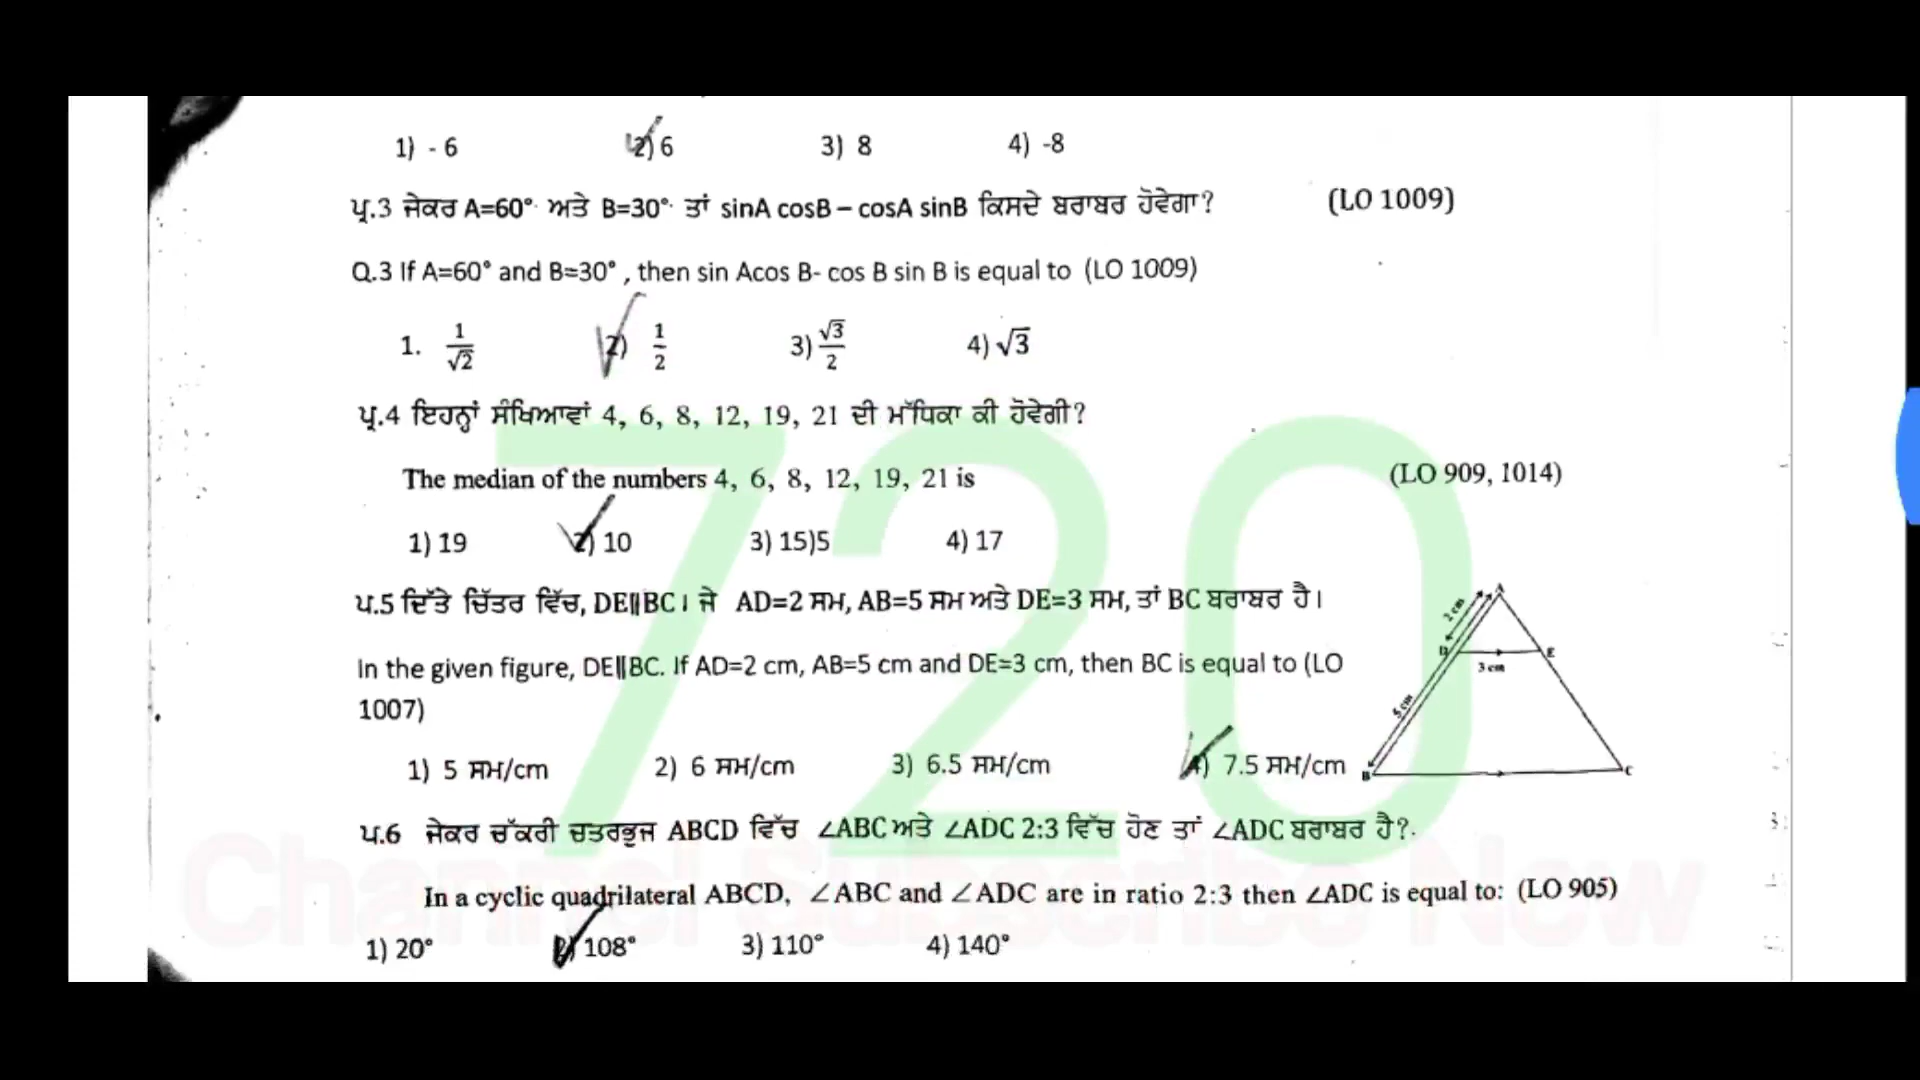 1) - 6 2) 6 3) 8 4) -8
ਪ੍ਰ.3 ਜੇਕਰ A=60° ਅਤੇ B=30° ਤਾਂ sinA cosB – cosA sinB ਕਿਸਦੇ ਬਰਾਬਰ ਹੋਵੇਗਾ? (LO 1009)
Q.3 If A=60° and B=30° , then sin Acos B- cos B sin B is equal to (LO 1009)
1. 1/√2 2) 1/2 3) √3/2 4) √3
ਪ੍ਰ.4 ਇਹਨ੍ਹਾਂ ਸੰਖਿਆਵਾਂ 4, 6, 8, 12, 19, 21 ਦੀ ਮੱਧਿਕਾ ਕੀ ਹੋਵੇਗੀ?
The median of the numbers 4, 6, 8, 12, 19, 21 is (LO 909, 1014)
1) 19 2) 10 3) 15)5 4) 17
ਪ.5 ਦਿੱਤੇ ਚਿੱਤਰ ਵਿੱਚ, DE∥BC। ਜੇ AD=2 ਸਮ, AB=5 ਸਮ ਅਤੇ DE=3 ਸਮ, ਤਾਂ BC ਬਰਾਬਰ ਹੈ।
In the given figure, DE∥BC. If AD=2 cm, AB=5 cm and DE=3 cm, then BC is equal to (LO
1007)
1) 5 ਸਮ/cm 2) 6 ਸਮ/cm 3) 6.5 ਸਮ/cm 4) 7.5 ਸਮ/cm
A
2 cm
D E
3 cm
5 cm
B C
ਪ.6 ਜੇਕਰ ਚੱਕਰੀ ਚਤਰਭੁਜ ABCD ਵਿੱਚ ∠ABC ਅਤੇ ∠ADC 2:3 ਵਿੱਚ ਹੋਣ ਤਾਂ ∠ADC ਬਰਾਬਰ ਹੈ?.
In a cyclic quadrilateral ABCD, ∠ABC and ∠ADC are in ratio 2:3 then ∠ADC is equal to: (LO 905)
1) 20° 2) 108° 3) 110° 4) 140°
720
Channel Subscribe Now